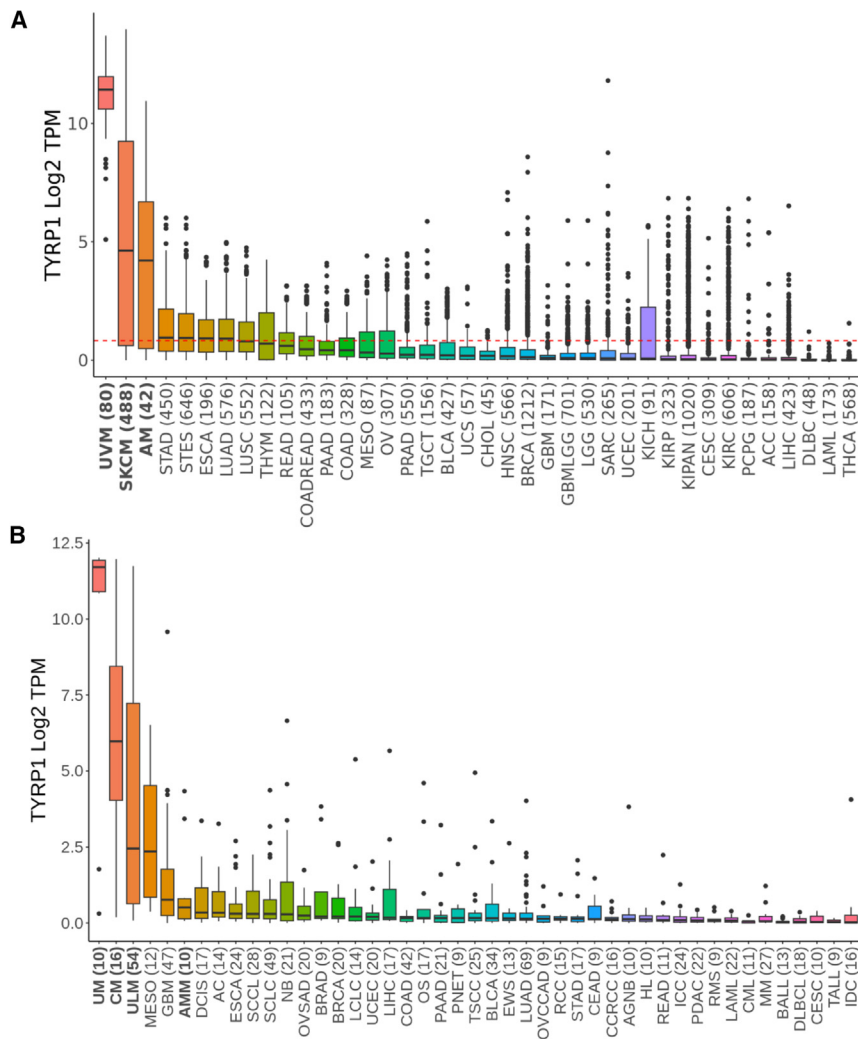 A
TYRP1 Log2 TPM
10
5
0
UVM (80)
SKCM (488)
AM (42)
STAD (450)
STES (646)
ESCA (196)
LUAD (576)
LUSC (552)
THYM (122)
READ (105)
COADREAD (433)
PAAD (183)
COAD (328)
MESO (87)
OV (307)
PRAD (550)
TGCT (156)
BLCA (427)
UCS (57)
CHOL (45)
HNSC (566)
BRCA (1212)
GBM (171)
GBMLGG (701)
LGG (530)
SARC (265)
UCEC (201)
KICH (91)
KIRP (323)
KIPAN (1020)
CESC (309)
KIRC (606)
PCPG (187)
ACC (158)
LIHC (423)
DLBC (48)
LAML (173)
THCA (568)
B
TYRP1 Log2 TPM
12.5
10.0
7.5
5.0
2.5
0.0
UM (10)
CM (16)
ULM (54)
MESO (12)
GBM (47)
AMM (10)
DCIS (17)
AC (14)
ESCA (24)
SCCL (28)
SCLC (49)
NB (21)
OVSAD (20)
BRAD (9)
BRCA (20)
LCLC (14)
UCEC (20)
LIHC (17)
COAD (42)
OS (17)
PAAD (21)
PNET (9)
TSCC (25)
BLCA (34)
EWS (13)
LUAD (69)
OVCCAD (9)
RCC (15)
STAD (17)
CEAD (9)
CCRCC (16)
AGNB (10)
HL (10)
READ (11)
ICC (24)
PDAC (22)
RMS (9)
LAML (22)
CML (11)
MM (27)
BALL (13)
DLBCL (18)
CESC (10)
TALL (9)
IDC (16)